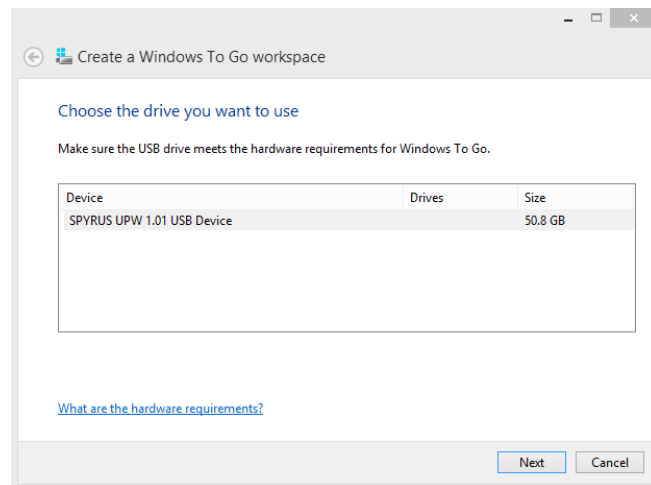 Create a Windows To Go workspace
Choose the drive you want to use
Make sure the USB drive meets the hardware requirements for Windows To Go.
Device Drives Size
SPYRUS UPW 1.01 USB Device 50.8 GB
What are the hardware requirements?
Next Cancel